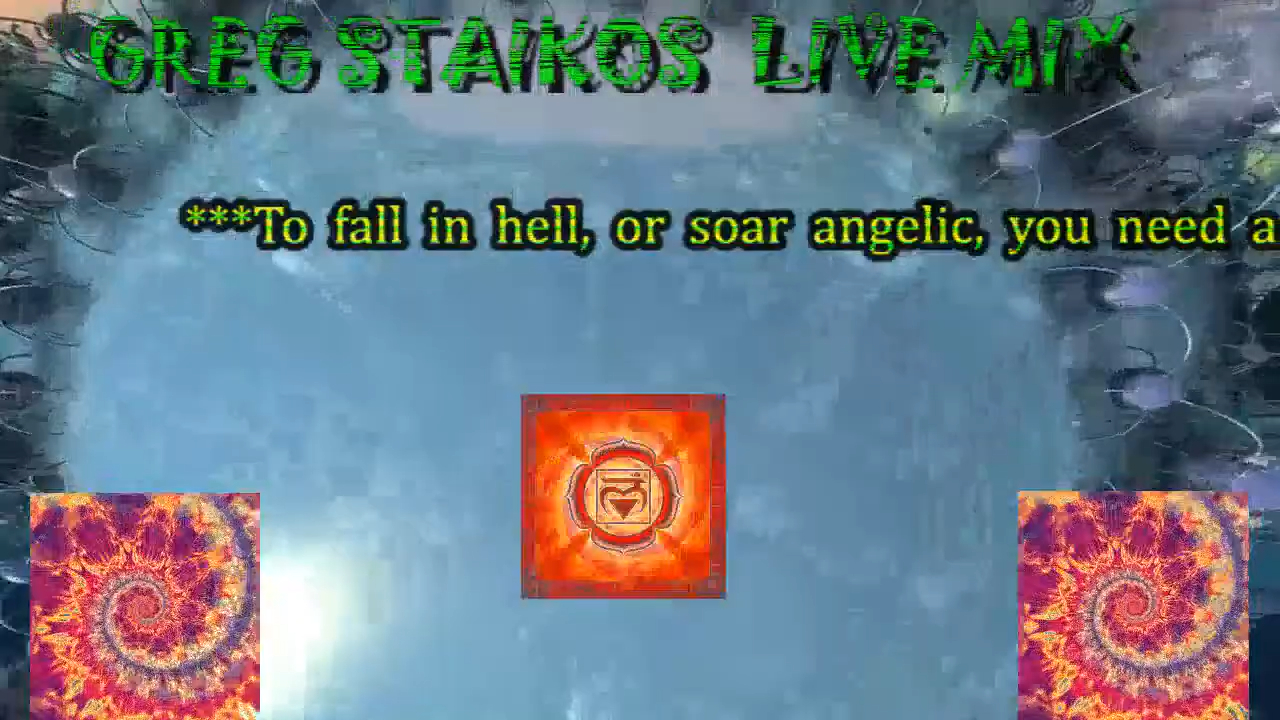 GREG STAIKOS LIVE MIX
***To fall in hell, or soar angelic, you need a